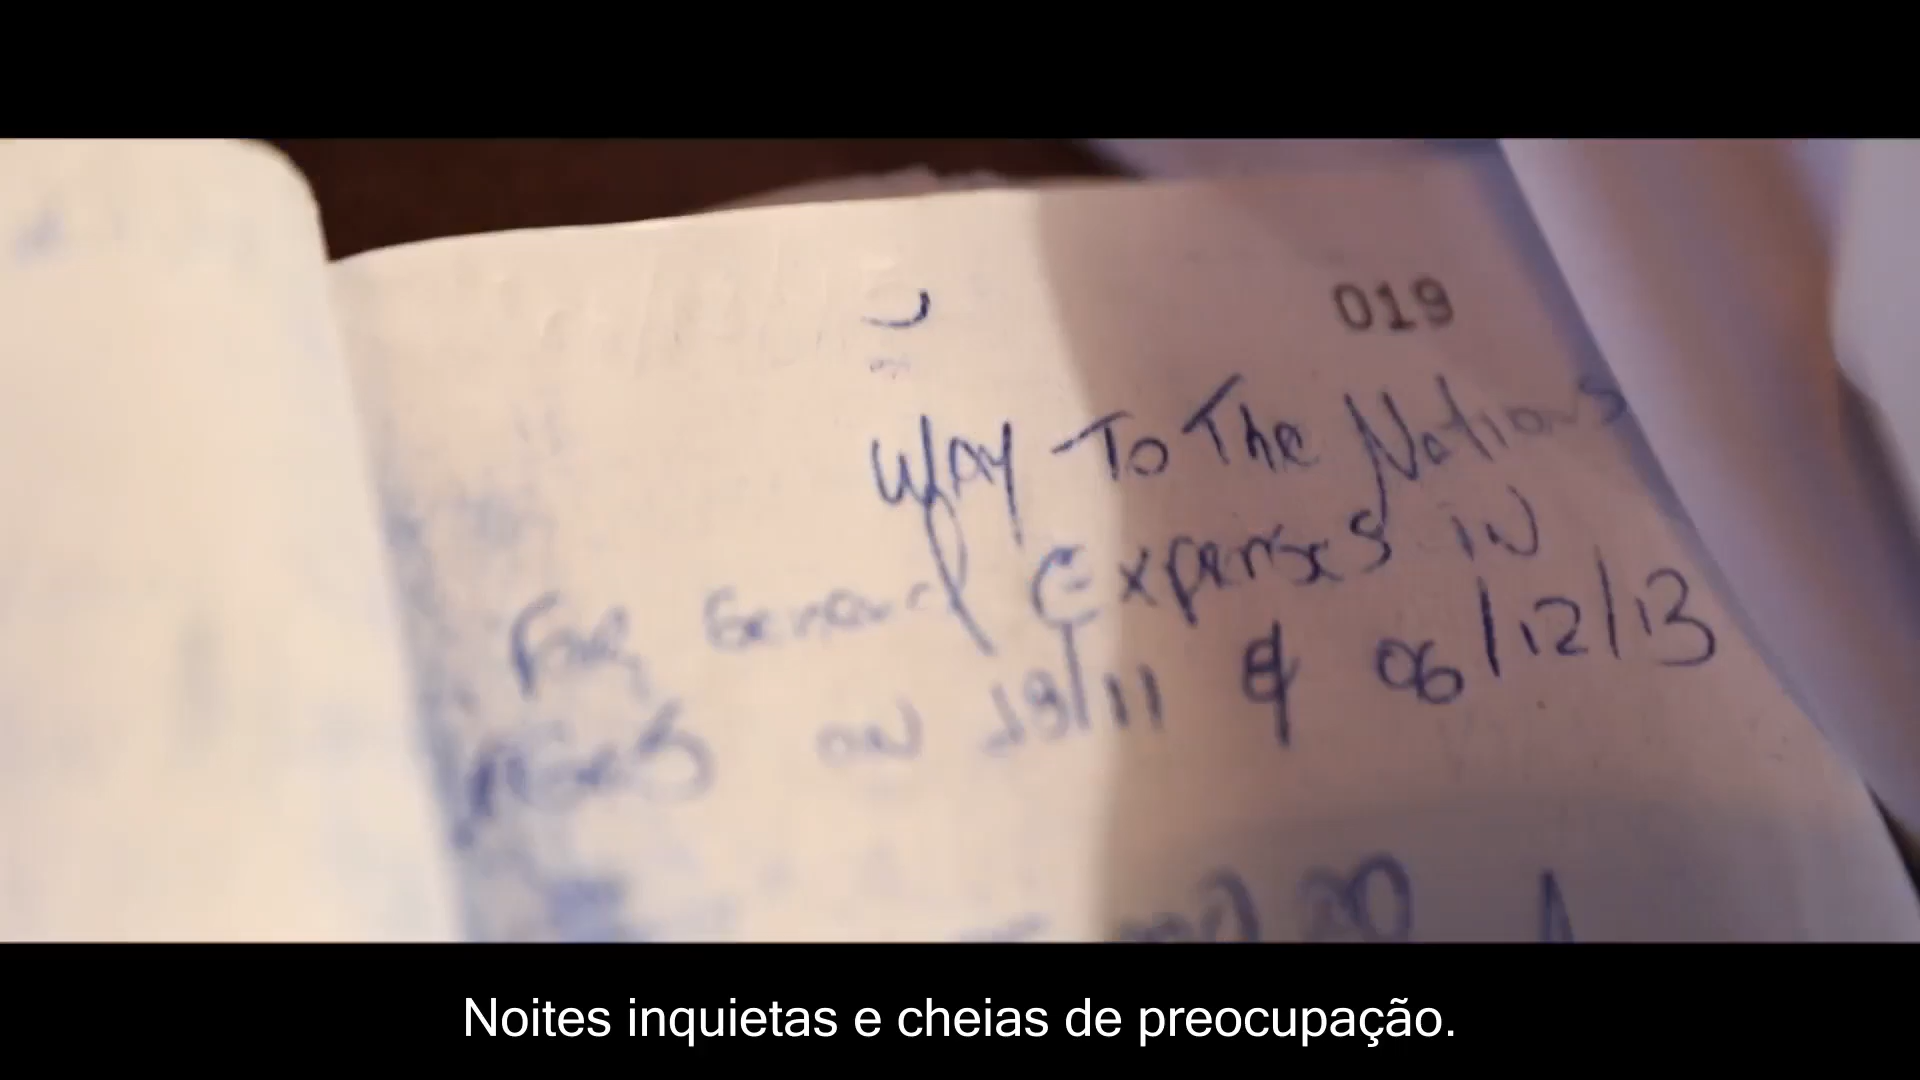 019
Way To The Nations
For General Expenses in
on 19/11 & 06/12/13
Noites inquietas e cheias de preocupação.